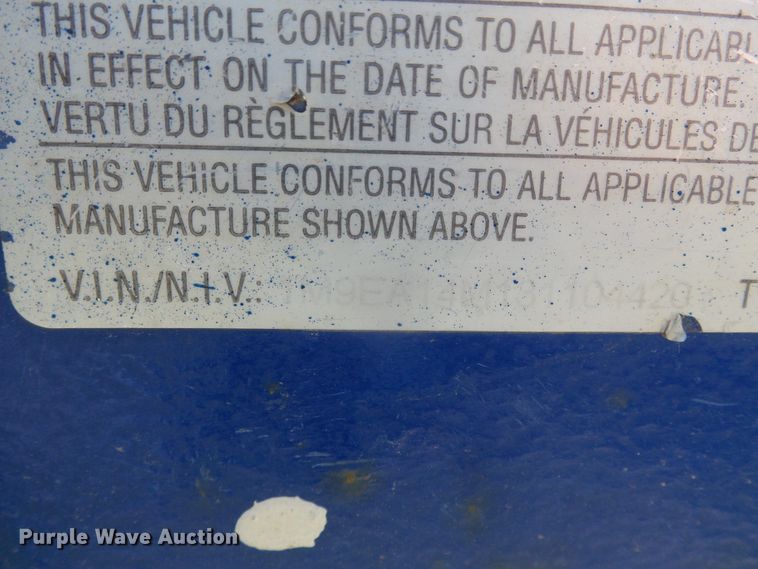 THIS VEHICLE CONFORMS TO ALL APPLICABL
IN EFFECT ON THE DATE OF MANUFACTURE.
VERTU DU RÈGLEMENT SUR LA VÉHICULES DE
THIS VEHICLE CONFORMS TO ALL APPLICABLE
MANUFACTURE SHOWN ABOVE.
V.I.N./N.I.V.: T
Purple Wave Auction